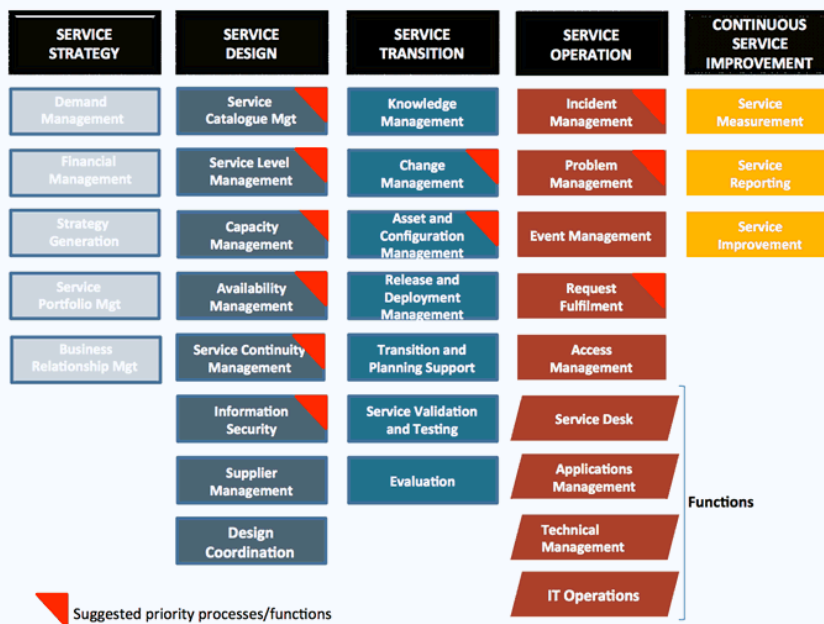 SERVICE
STRATEGY
Demand
Management
Financial
Management
Strategy
Generation
Service
Portfolio Mgt
Business
Relationship Mgt
SERVICE
DESIGN
Service
Catalogue Mgt
Service Level
Management
Capacity
Management
Availability
Management
Service Continuity
Management
Information
Security
Supplier
Management
Design
Coordination
SERVICE
TRANSITION
Knowledge
Management
Change
Management
Asset and
Configuration
Management
Release and
Deployment
Management
Transition and
Planning Support
Service Validation
and Testing
Evaluation
SERVICE
OPERATION
Incident
Management
Problem
Management
Event Management
Request
Fulfilment
Access
Management
Service Desk
Applications
Management
Technical
Management
IT Operations
Functions
CONTINUOUS
SERVICE
IMPROVEMENT
Service
Measurement
Service
Reporting
Service
Improvement
Suggested priority processes/functions